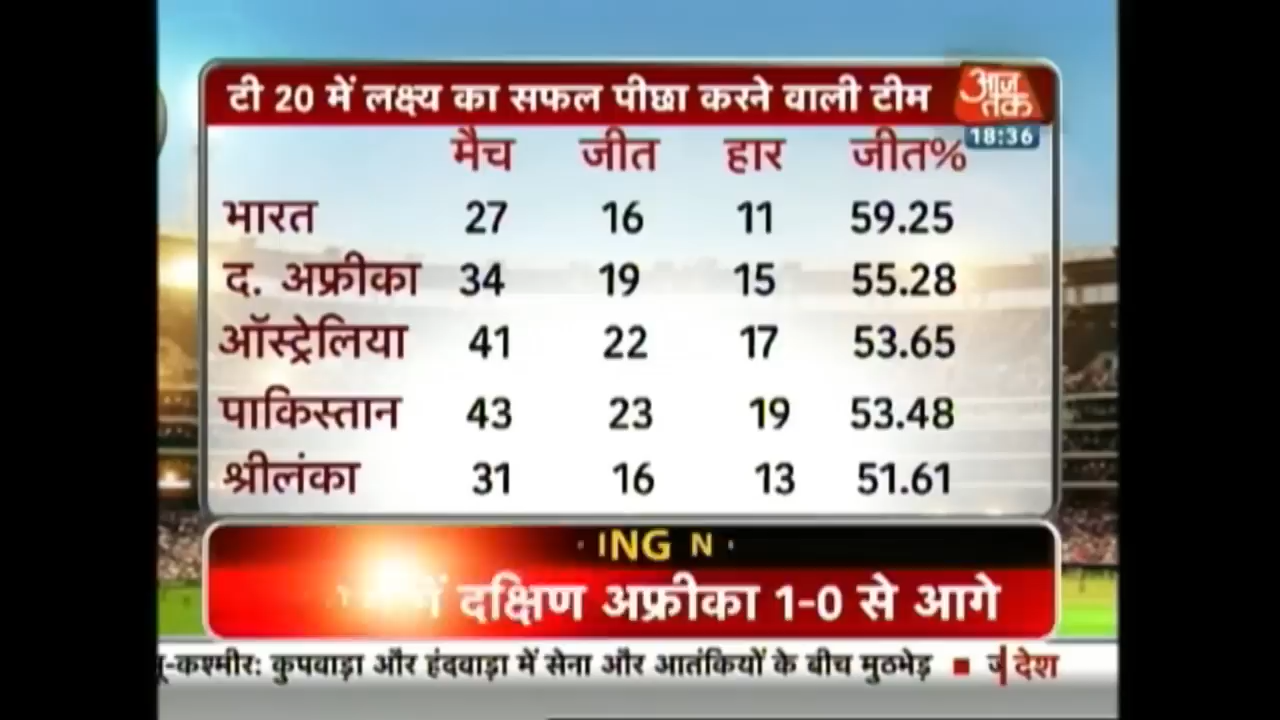 टी 20 में लक्ष्य का सफल पीछा करने वाली टीम
आज तक
18:36
मैच जीत हार जीत%
भारत 27 16 11 59.25
द. अफ्रीका 34 19 15 55.28
ऑस्ट्रेलिया 41 22 17 53.65
पाकिस्तान 43 23 19 53.48
श्रीलंका 31 16 13 51.61
ING N
में दक्षिण अफ्रीका 1-0 से आगे
-कश्मीर: कुपवाड़ा और हंदवाड़ा में सेना और आतंकियों के बीच मुठभेड़ ■ देश